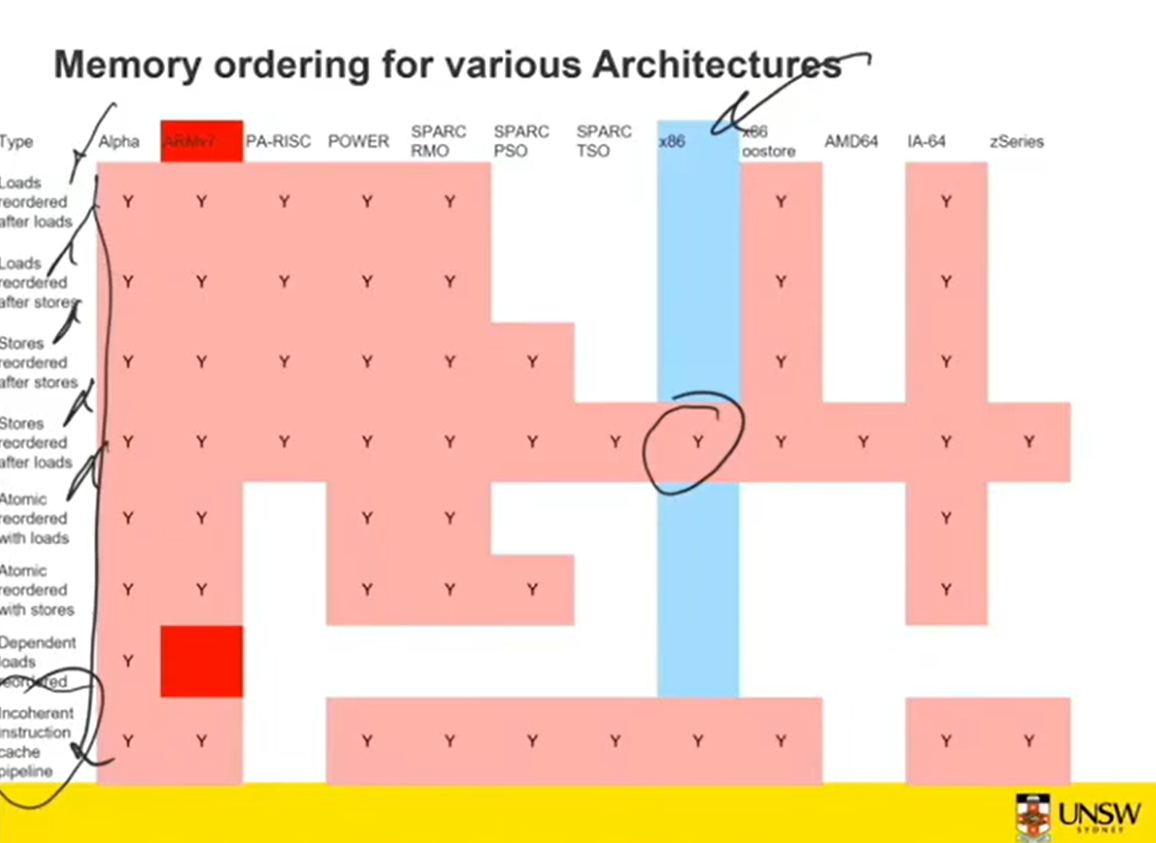 Memory ordering for various Architectures
Type Alpha ARMv7 PA-RISC POWER SPARC RMO SPARC PSO SPARC TSO x86 x86 oostore AMD64 IA-64 zSeries
Loads
reordered
after loads
Y Y Y Y Y Y Y
Loads
reordered
after stores
Y Y Y Y Y Y Y
Stores
reordered
after stores
Y Y Y Y Y Y Y Y
Stores
reordered
after loads
Y Y Y Y Y Y Y Y Y Y Y Y
Atomic
reordered
with loads
Y Y Y Y Y
Atomic
reordered
with stores
Y Y Y Y Y Y
Dependent
loads
reordered
Y
Incoherent
instruction
cache
pipeline
Y Y Y Y Y Y Y Y Y Y
UNSW
SYDNEY